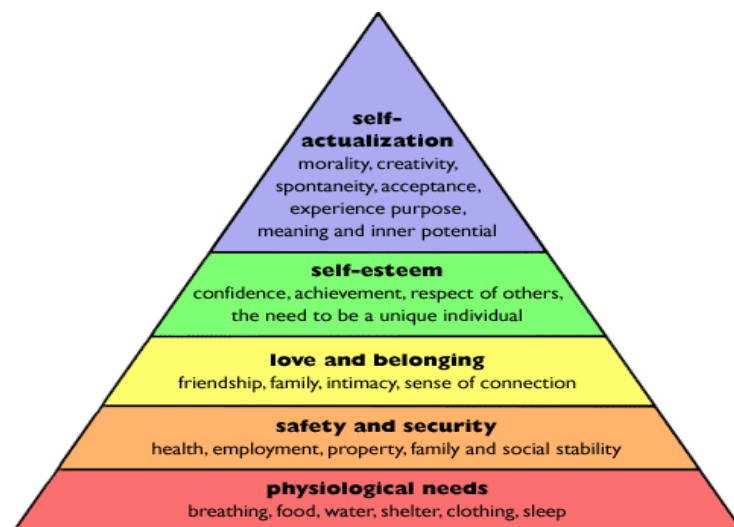 self-
actualization
morality, creativity,
spontaneity, acceptance,
experience purpose,
meaning and inner potential
self-esteem
confidence, achievement, respect of others,
the need to be a unique individual
love and belonging
friendship, family, intimacy, sense of connection
safety and security
health, employment, property, family and social stability
physiological needs
breathing, food, water, shelter, clothing, sleep